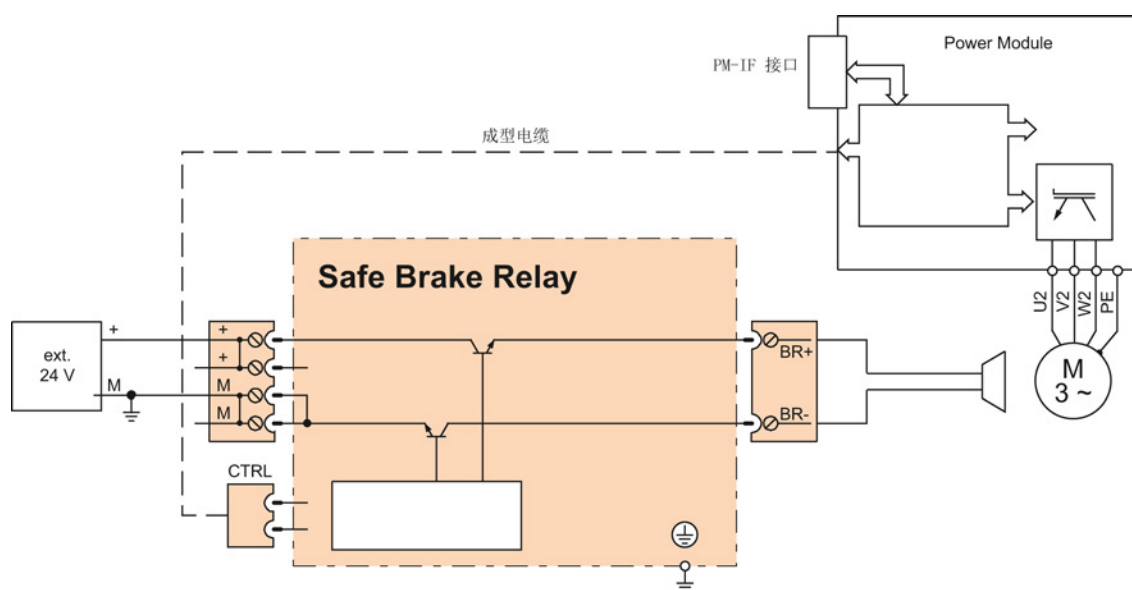 Power Module
PM-IF 接口
成型电缆
Safe Brake Relay
U2
V2
W2
PE
ext.
24 V
+
M
+
+
M
M
BR+
BR-
M
3 ~
CTRL